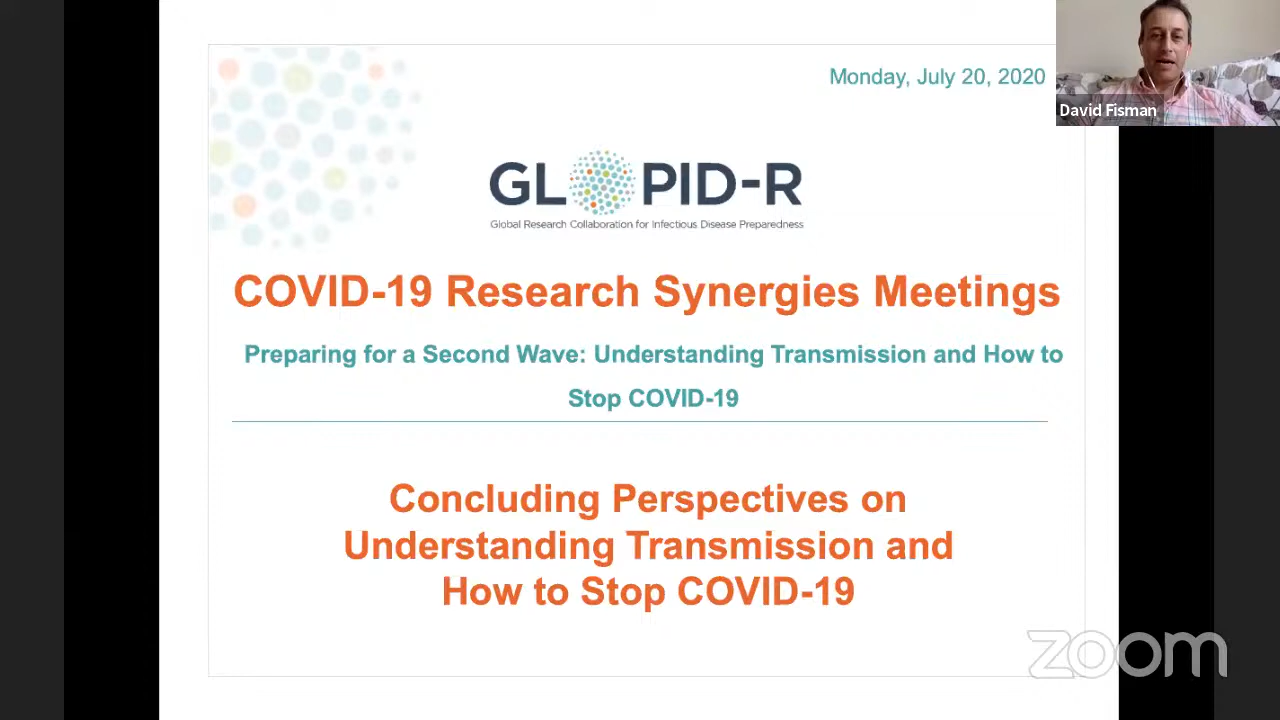 Monday, July 20, 2020
David Fisman
GLOPID-R
Global Research Collaboration for Infectious Disease Preparedness
COVID-19 Research Synergies Meetings
Preparing for a Second Wave: Understanding Transmission and How to
Stop COVID-19
Concluding Perspectives on
Understanding Transmission and
How to Stop COVID-19
zoom